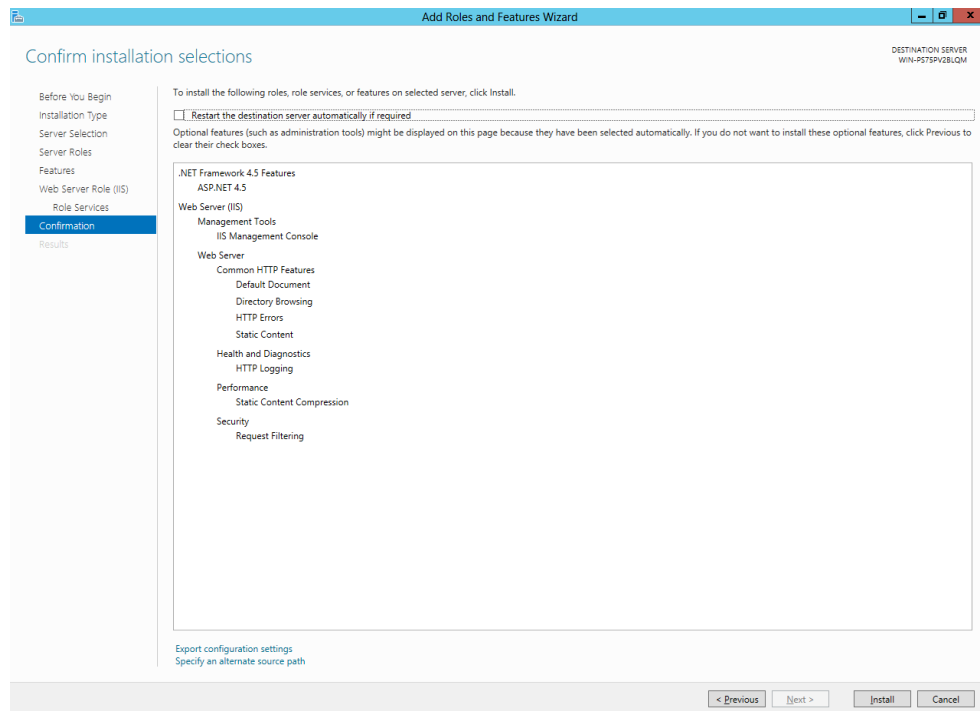 Add Roles and Features Wizard
Confirm installation selections
DESTINATION SERVER
WIN-PS75PV2BLQM
Before You Begin
Installation Type
Server Selection
Server Roles
Features
Web Server Role (IIS)
Role Services
Confirmation
Results
To install the following roles, role services, or features on selected server, click Install.
Restart the destination server automatically if required
Optional features (such as administration tools) might be displayed on this page because they have been selected automatically. If you do not want to install these optional features, click Previous to
clear their check boxes.
.NET Framework 4.5 Features
ASP.NET 4.5
Web Server (IIS)
Management Tools
IIS Management Console
Web Server
Common HTTP Features
Default Document
Directory Browsing
HTTP Errors
Static Content
Health and Diagnostics
HTTP Logging
Performance
Static Content Compression
Security
Request Filtering
Export configuration settings
Specify an alternate source path
< Previous
Next >
Install
Cancel